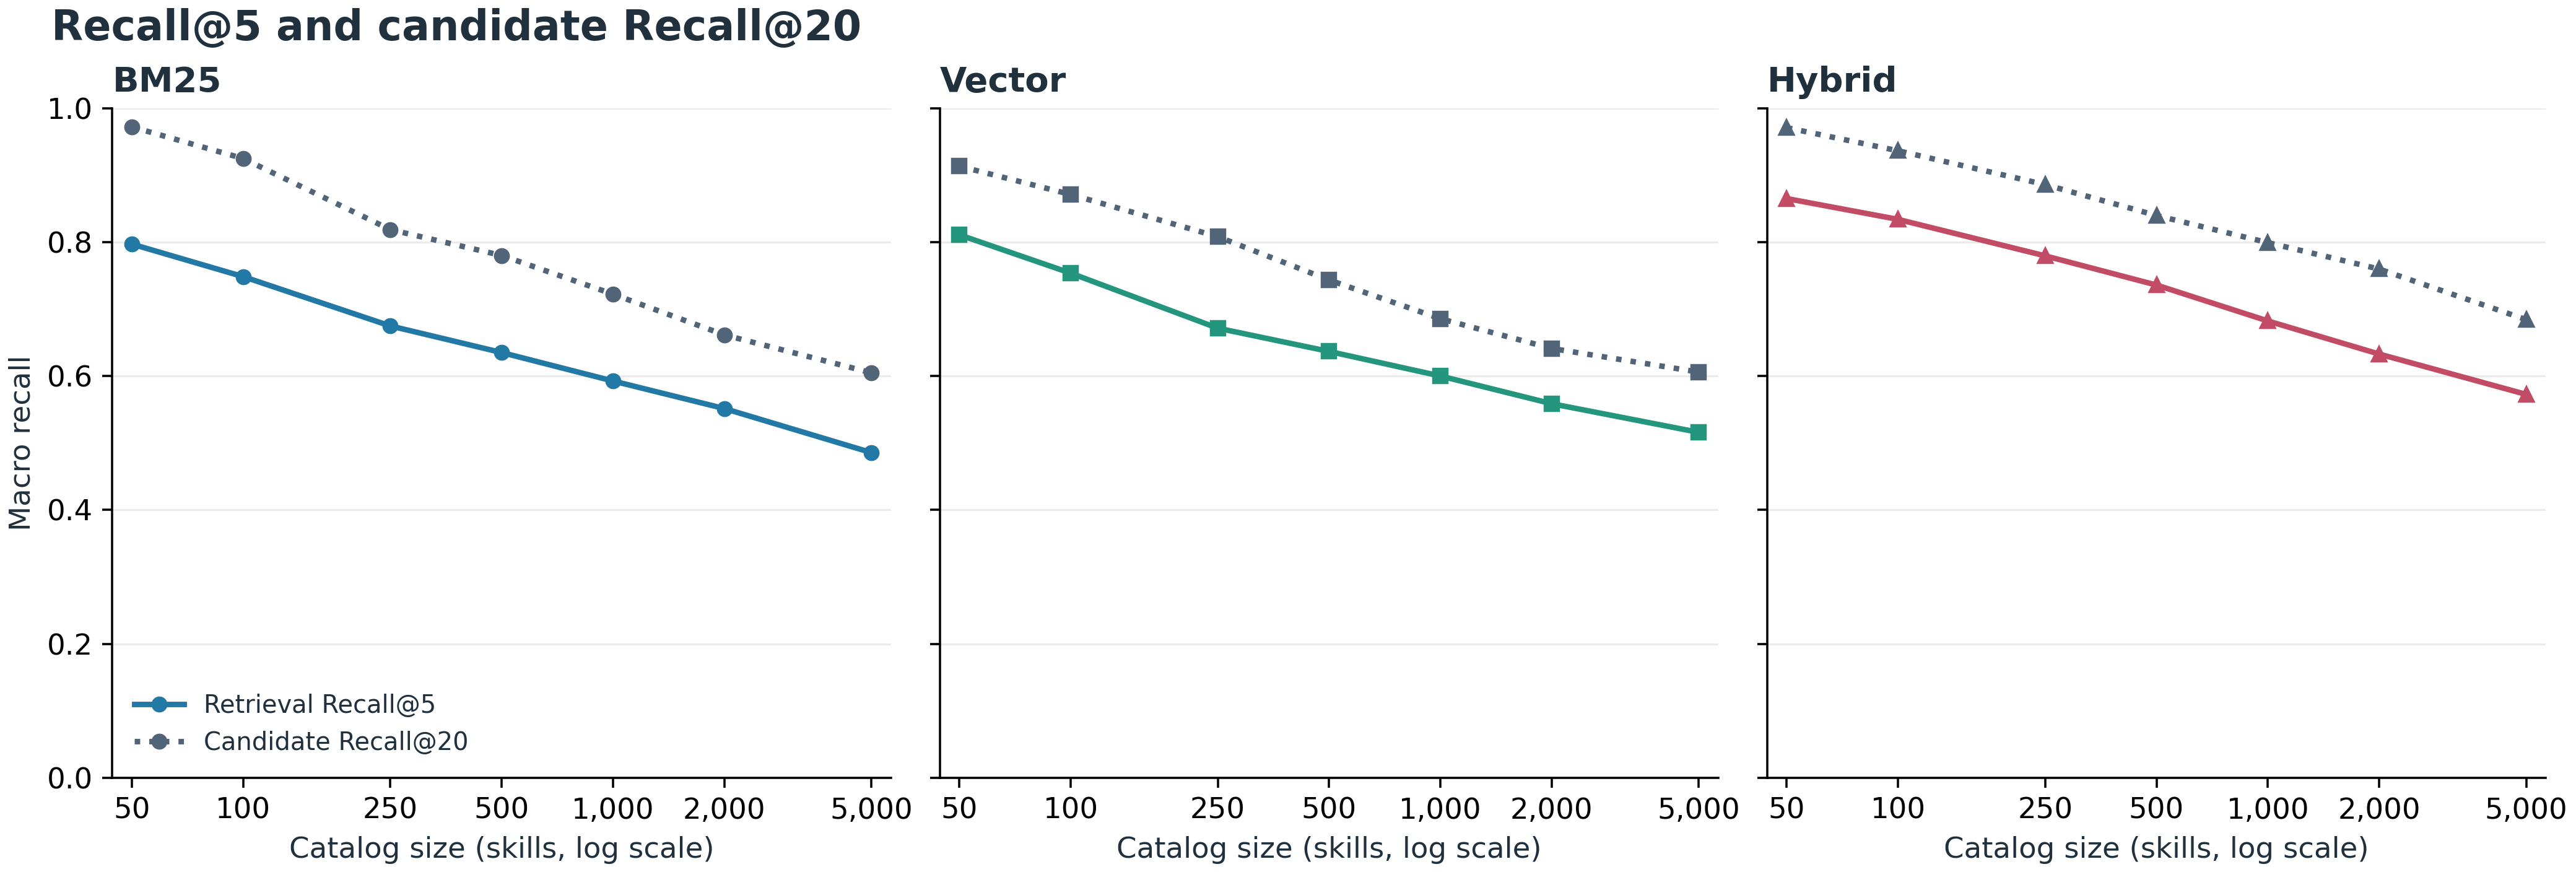 Recall@5 and candidate Recall@20
BM25
Vector
Hybrid
Macro recall
1.0
0.8
0.6
0.4
0.2
0.0
Retrieval Recall@5
Candidate Recall@20
50 100 250 500 1,000 2,000 5,000
50 100 250 500 1,000 2,000 5,000
50 100 250 500 1,000 2,000 5,000
Catalog size (skills, log scale)
Catalog size (skills, log scale)
Catalog size (skills, log scale)